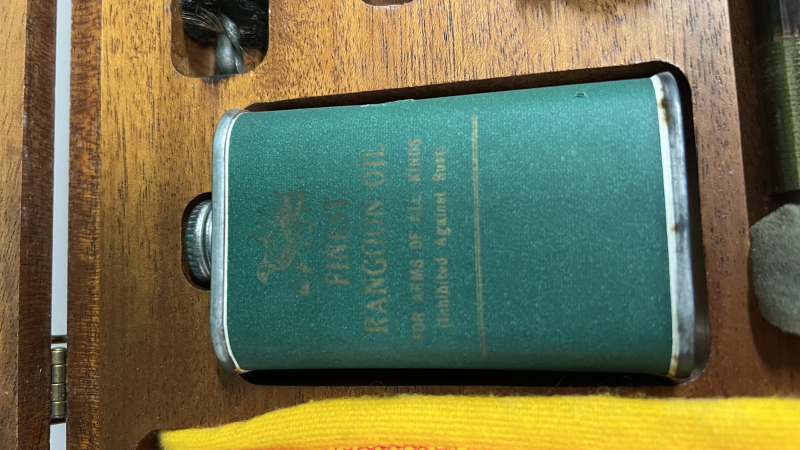 FINEST
RANGOON OIL
FOR ARMS OF ALL KINDS
(Inhibited Against Rust)